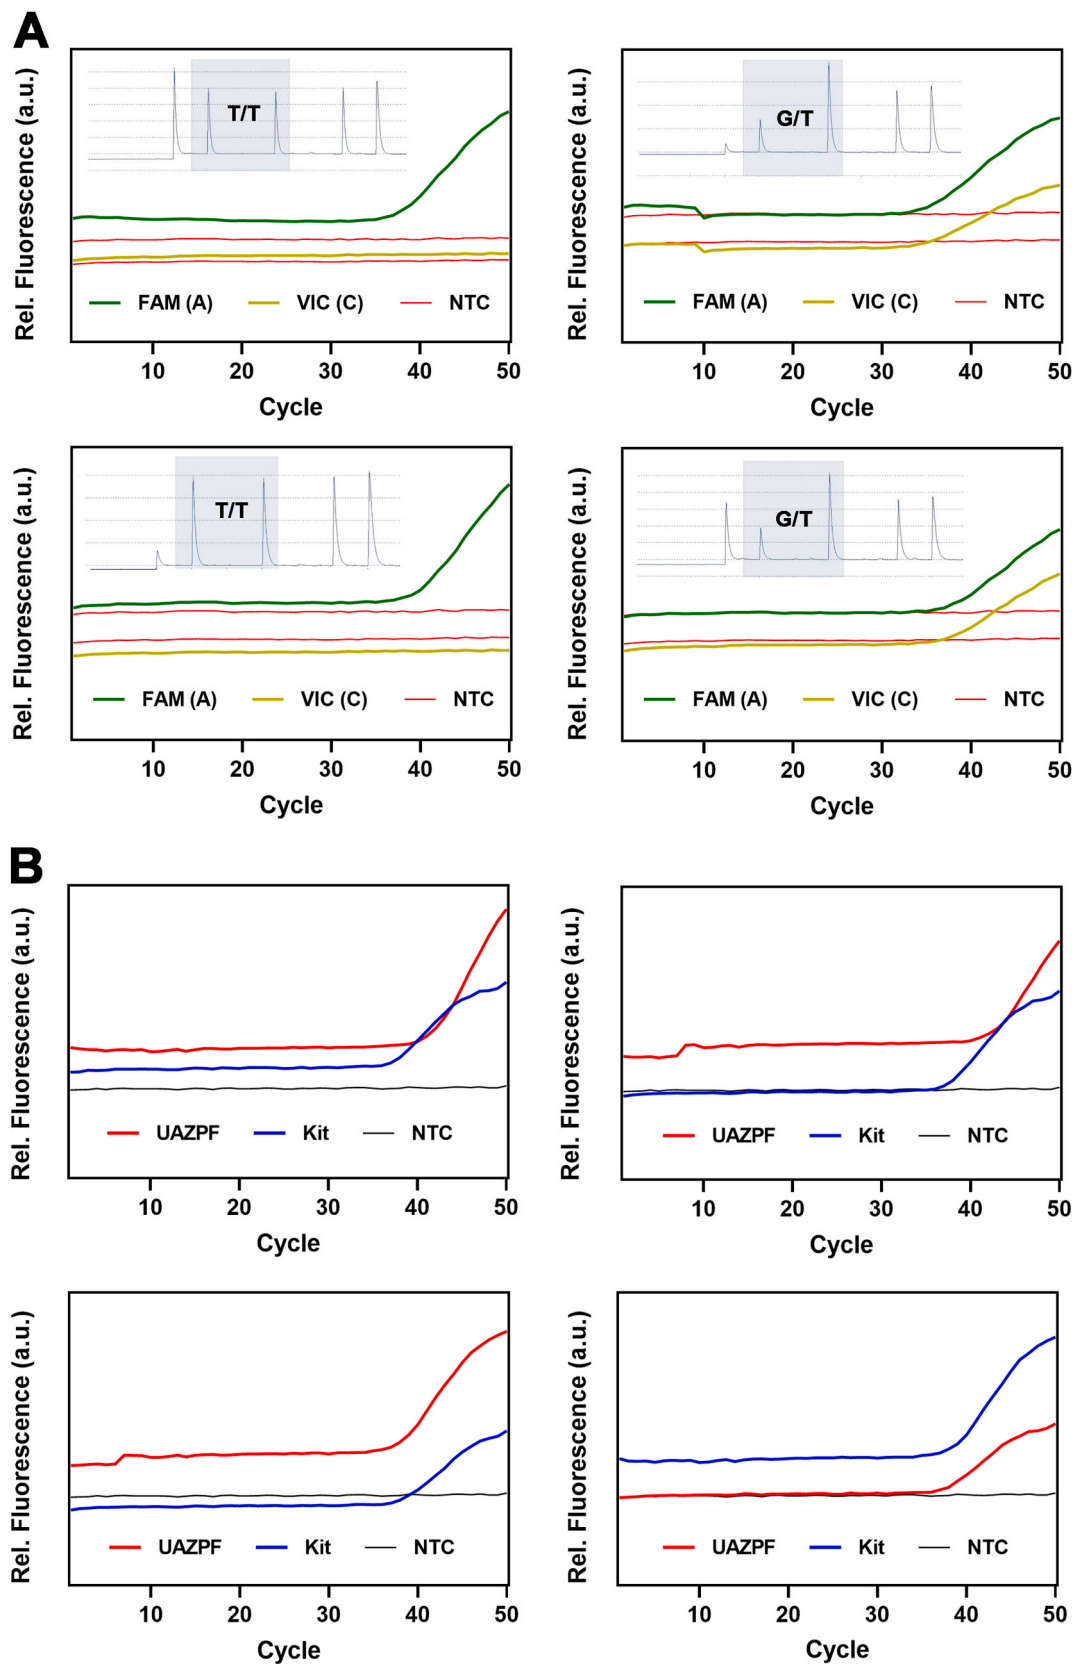 A
Rel. Fluorescence (a.u.)
T/T
FAM (A) VIC (C) NTC
10 20 30 40 50
Cycle
Rel. Fluorescence (a.u.)
G/T
FAM (A) VIC (C) NTC
10 20 30 40 50
Cycle
Rel. Fluorescence (a.u.)
T/T
FAM (A) VIC (C) NTC
10 20 30 40 50
Cycle
Rel. Fluorescence (a.u.)
G/T
FAM (A) VIC (C) NTC
10 20 30 40 50
Cycle
B
Rel. Fluorescence (a.u.)
UAZPF Kit NTC
10 20 30 40 50
Cycle
Rel. Fluorescence (a.u.)
UAZPF Kit NTC
10 20 30 40 50
Cycle
Rel. Fluorescence (a.u.)
UAZPF Kit NTC
10 20 30 40 50
Cycle
Rel. Fluorescence (a.u.)
UAZPF Kit NTC
10 20 30 40 50
Cycle